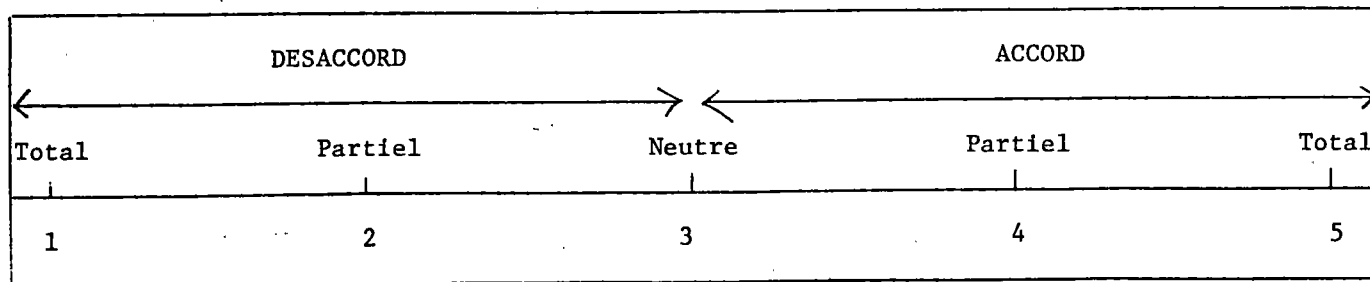 DESACCORD ACCORD
Total Partiel Neutre Partiel Total
1 2 3 4 5